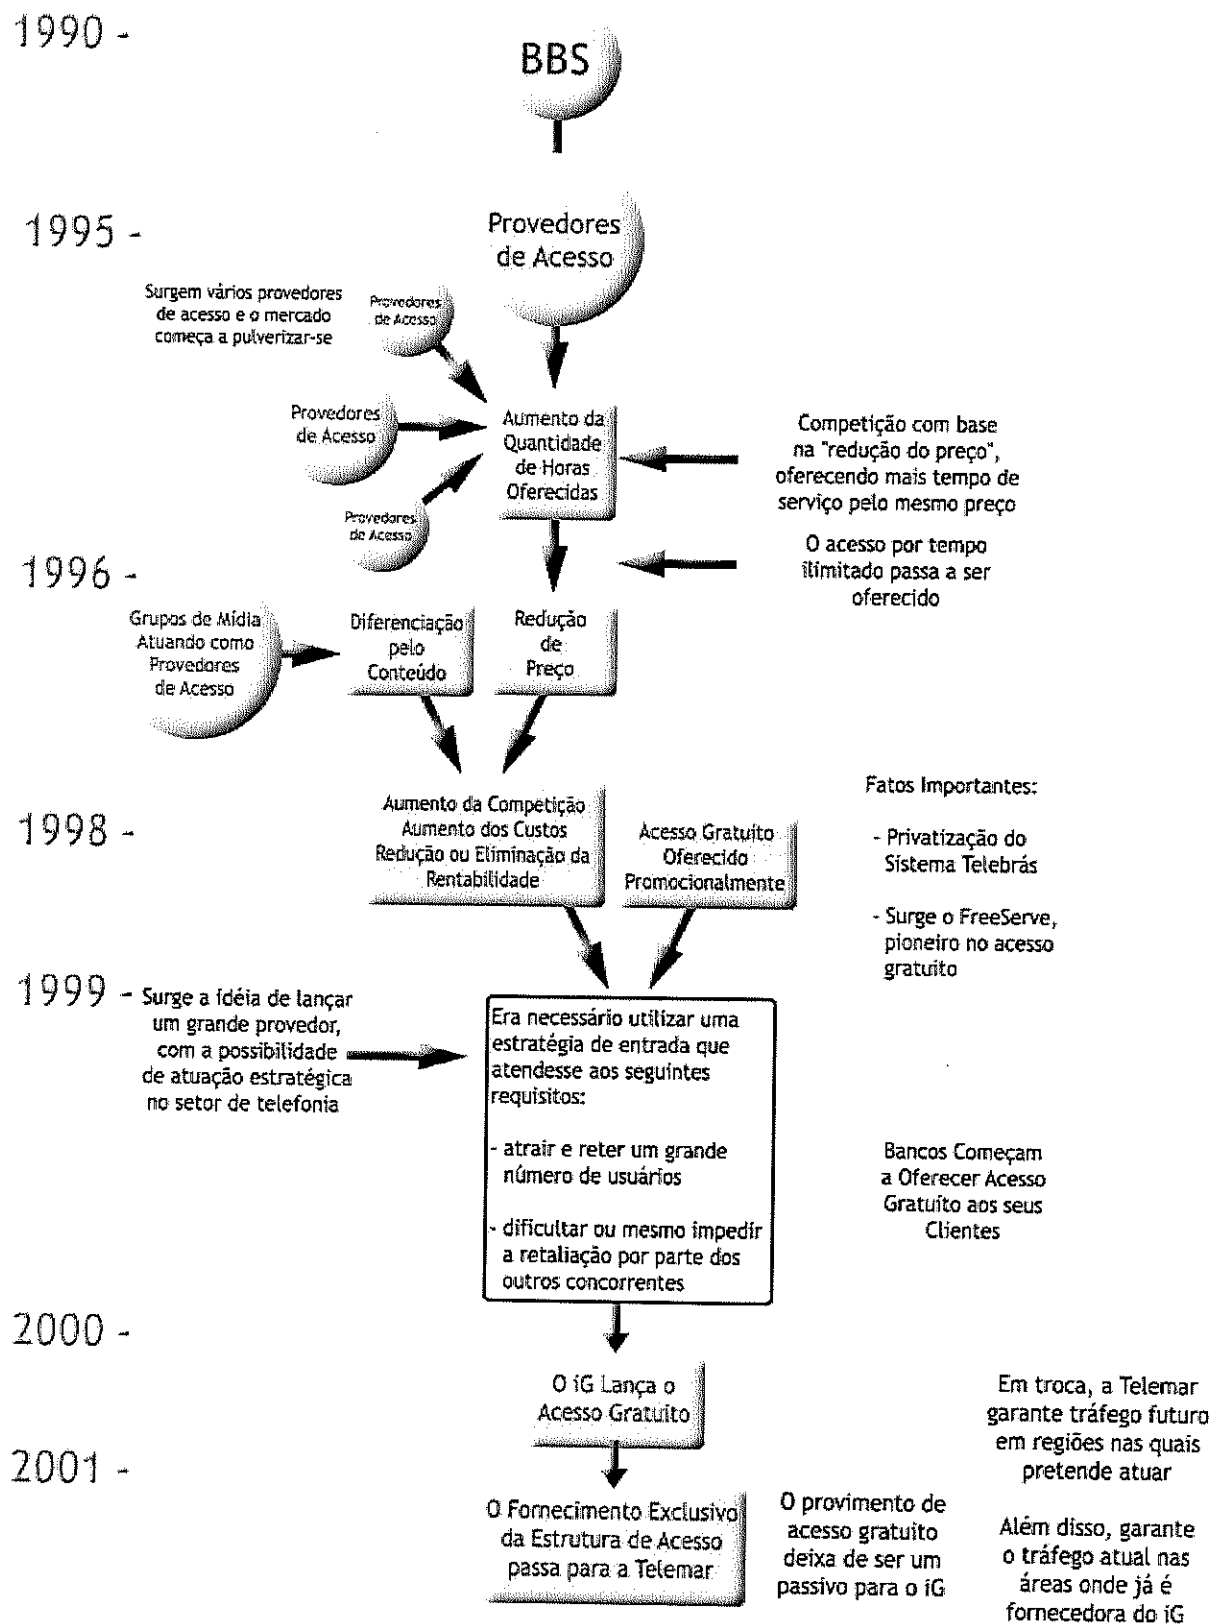 1990 -
BBS
1995 -
Provedores
de Acesso
Surgem vários provedores
de acesso e o mercado
começa a pulverizar-se
Provedores
de Acesso
Provedores
de Acesso
Provedores
de Acesso
Aumento da
Quantidade
de Horas
Oferecidas
Competição com base
na "redução do preço",
oferecendo mais tempo de
serviço pelo mesmo preço
O acesso por tempo
ilimitado passa a ser
oferecido
1996 -
Grupos de Mídia
Atuando como
Provedores
de Acesso
Diferenciação
pelo
Conteúdo
Redução
de
Preço
1998 -
Aumento da Competição
Aumento dos Custos
Redução ou Eliminação da
Rentabilidade
Acesso Gratuito
Oferecido
Promocionalmente
Fatos Importantes:
- Privatização do
Sistema Telebrás
- Surge o FreeServe,
pioneiro no acesso
gratuito
1999 -
Surge a idéia de lançar
um grande provedor,
com a possibilidade
de atuação estratégica
no setor de telefonia
Era necessário utilizar uma
estratégia de entrada que
atendesse aos seguintes
requisitos:
- atrair e reter um grande
número de usuários
- dificultar ou mesmo impedir
a retaliação por parte dos
outros concorrentes
Bancos Começam
a Oferecer Acesso
Gratuito aos seus
Clientes
2000 -
O iG Lança o
Acesso Gratuito
2001 -
O Fornecimento Exclusivo
da Estrutura de Acesso
passa para a Telemar
O provimento de
acesso gratuito
deixa de ser um
passivo para o iG
Em troca, a Telemar
garante tráfego futuro
em regiões nas quais
pretende atuar
Além disso, garante
o tráfego atual nas
áreas onde já é
fornecedora do iG